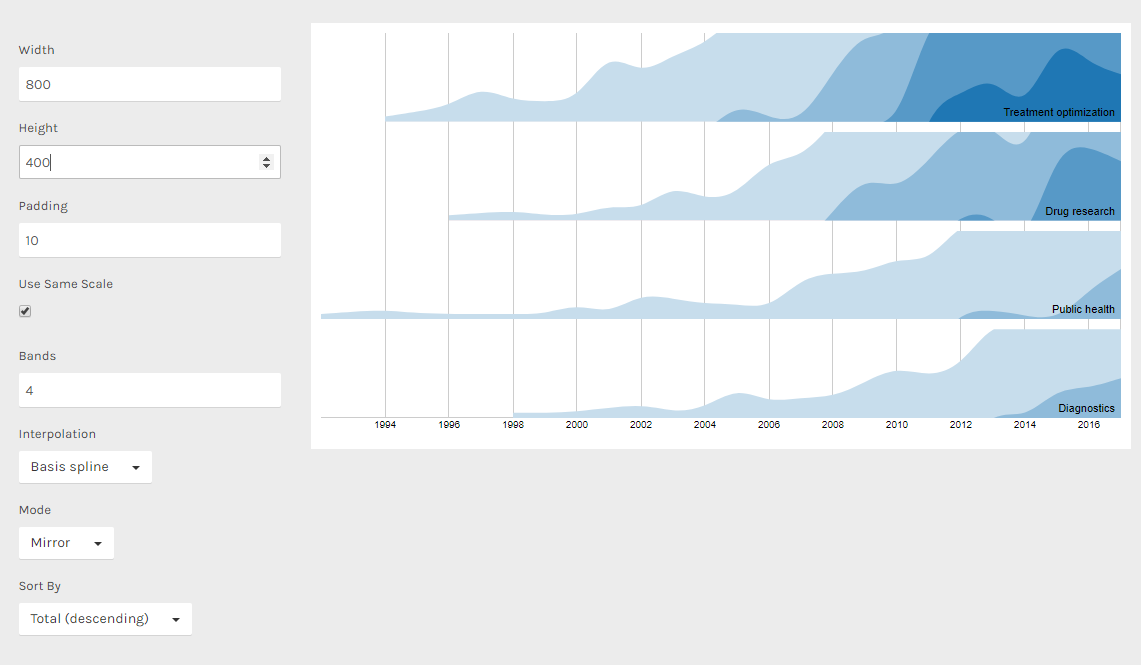 Width
800
Height
400
Padding
10
Use Same Scale
Bands
4
Interpolation
Basis spline
Mode
Mirror
Sort By
Total (descending)
Treatment optimization
Drug research
Public health
Diagnostics
1994 1996 1998 2000 2002 2004 2006 2008 2010 2012 2014 2016